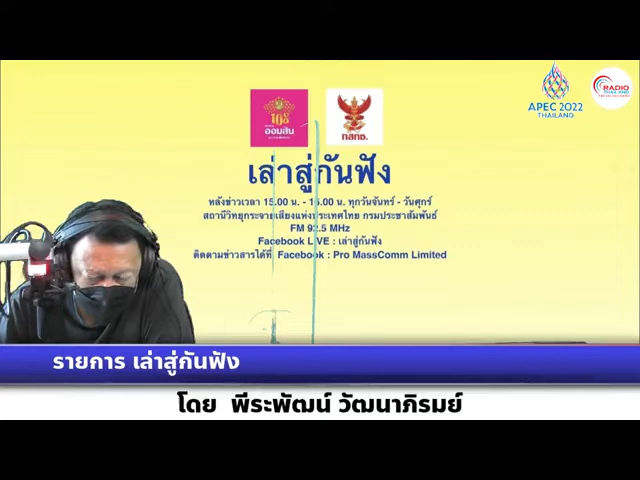 APEC 2022
THAILAND
RADIO
THAILAND
108
ออมสิน
กสทช.
เล่าสู่กันฟัง
หลังข่าวเวลา 15.00 น. - 16.00 น. ทุกวันจันทร์ - วันศุกร์
สถานีวิทยุกระจายเสียงแห่งประเทศไทย กรมประชาสัมพันธ์
FM 92.5 MHz
Facebook LIVE : เล่าสู่กันฟัง
ติดตามข่าวสารได้ที่ Facebook : Pro MassComm Limited
รายการ เล่าสู่กันฟัง
โดย พีระพัฒน์ วัฒนาภิรมย์